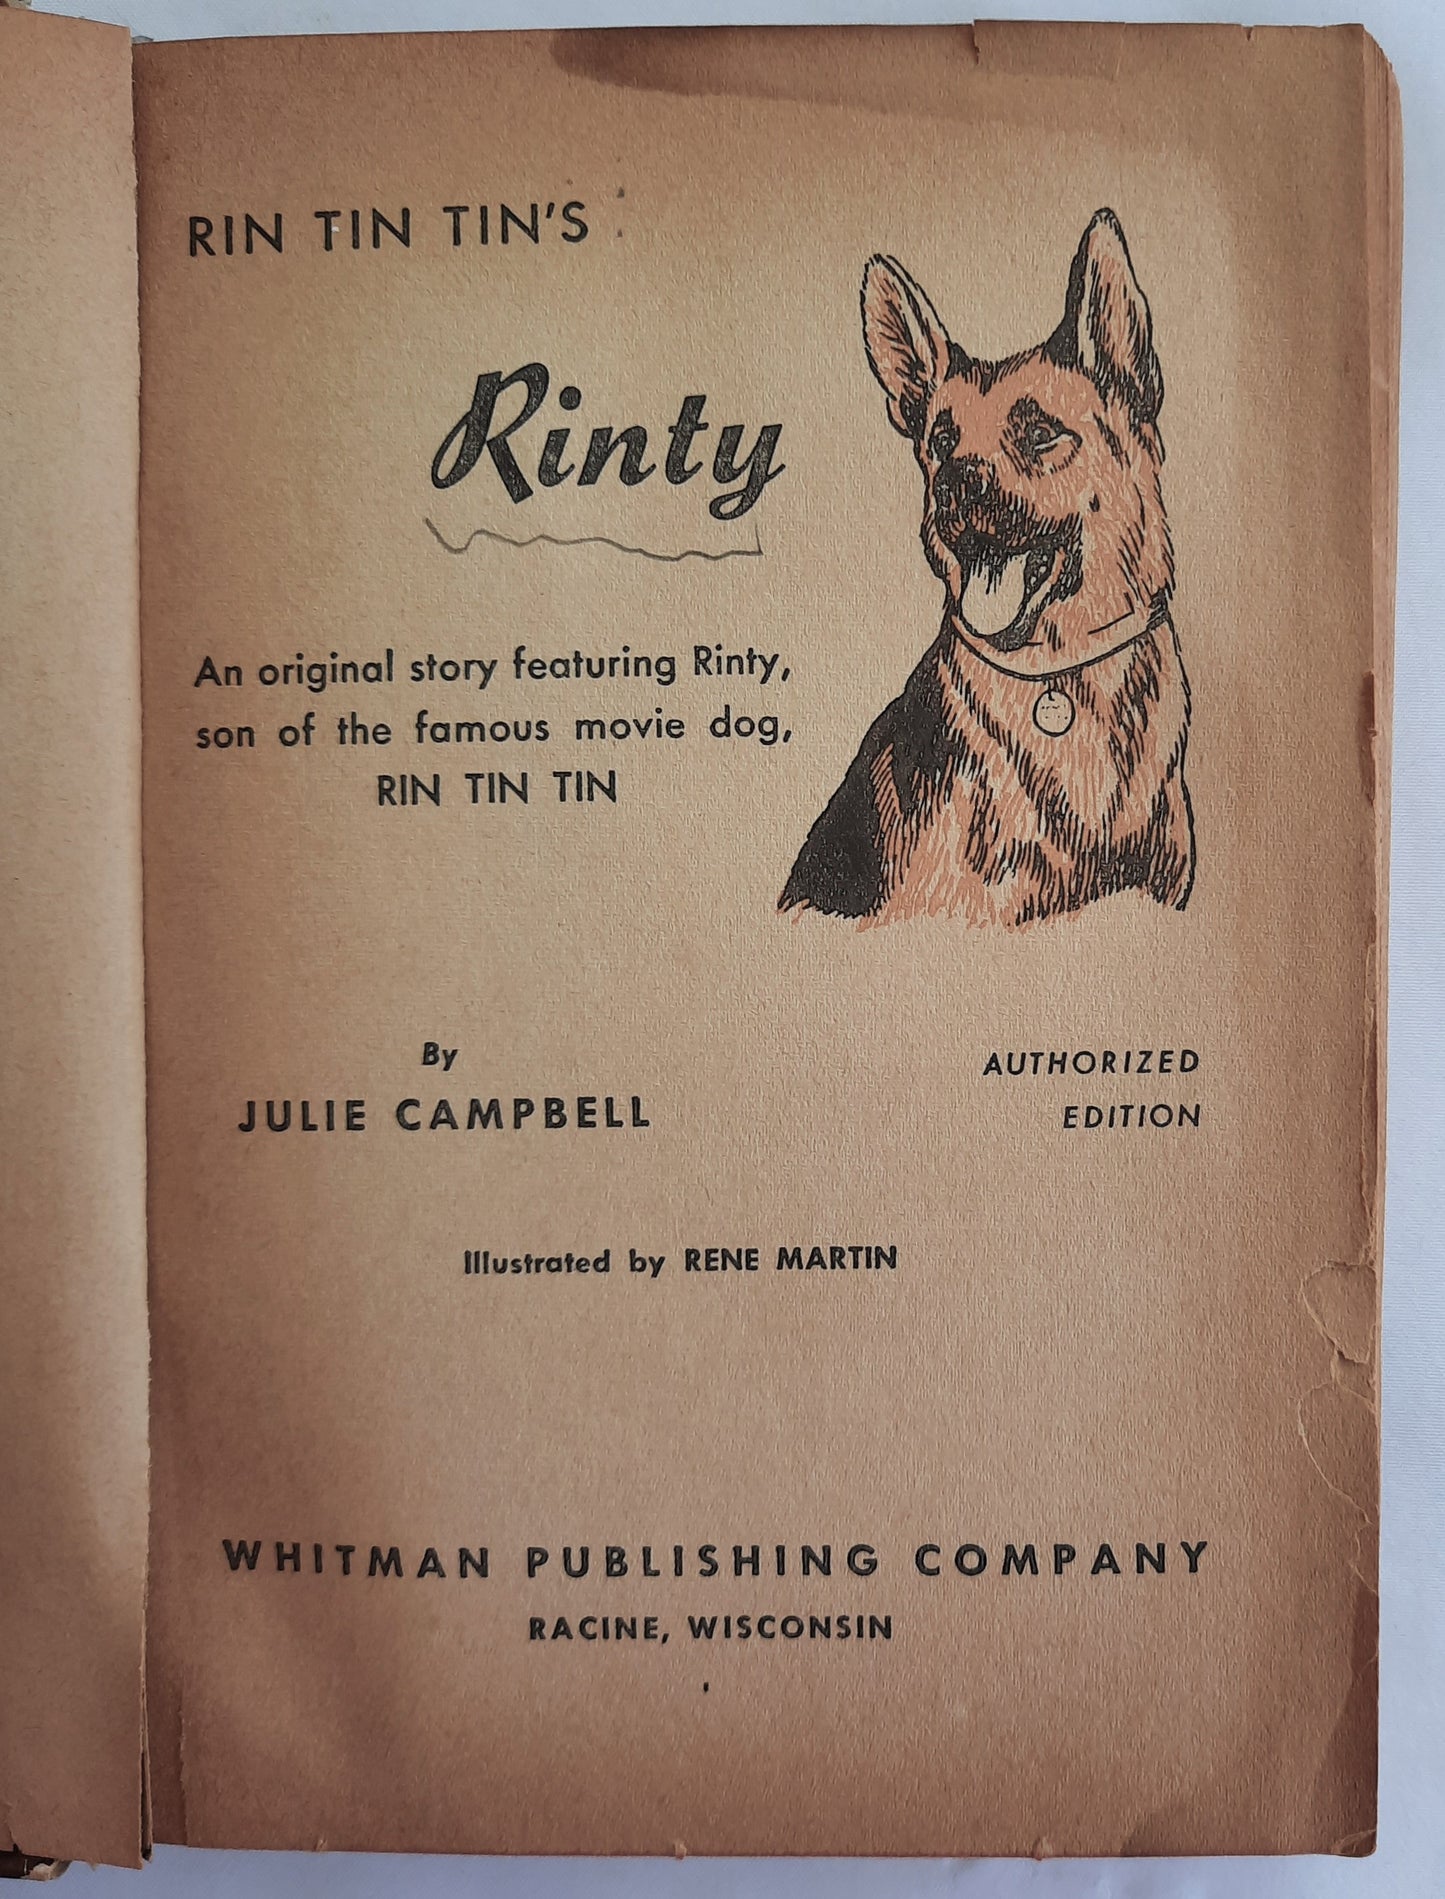 RIN TIN TIN'S
Rinty
An original story featuring Rinty,
son of the famous movie dog,
RIN TIN TIN
By
JULIE CAMPBELL
AUTHORIZED
EDITION
Illustrated by RENE MARTIN
WHITMAN PUBLISHING COMPANY
RACINE, WISCONSIN